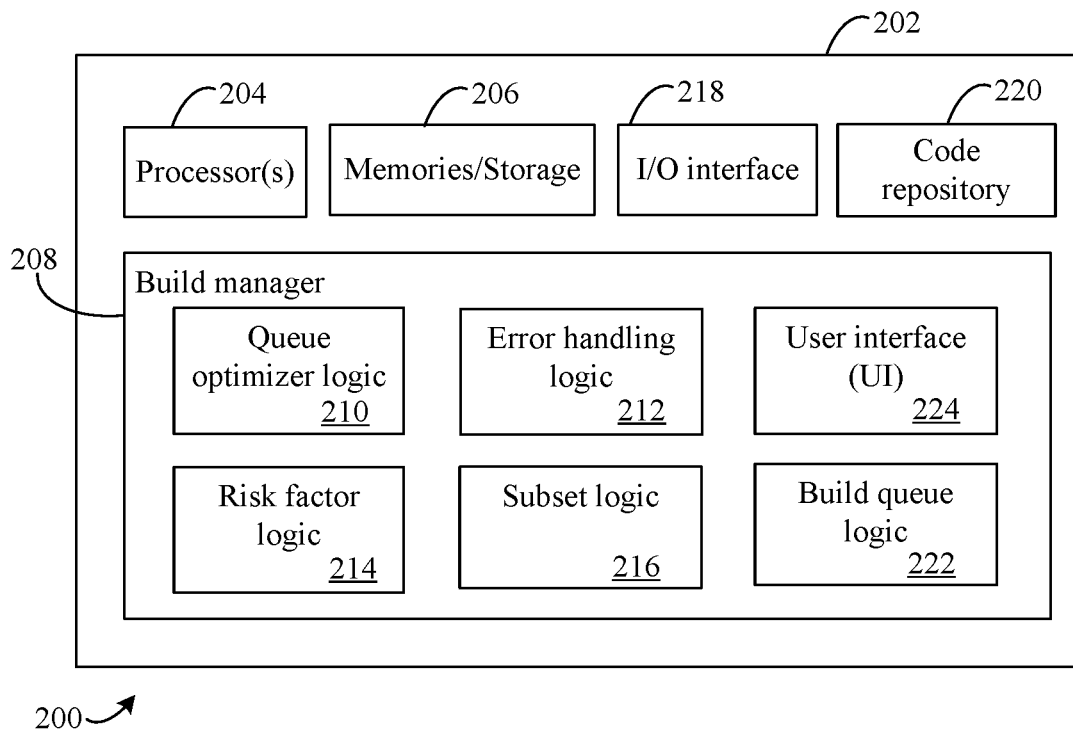 202
204
206
218
220
Processor(s)
Memories/Storage
I/O interface
Code
repository
208
Build manager
Queue
optimizer logic
210
Error handling
logic
212
User interface
(UI)
224
Risk factor
logic
214
Subset logic
216
Build queue
logic
222
200